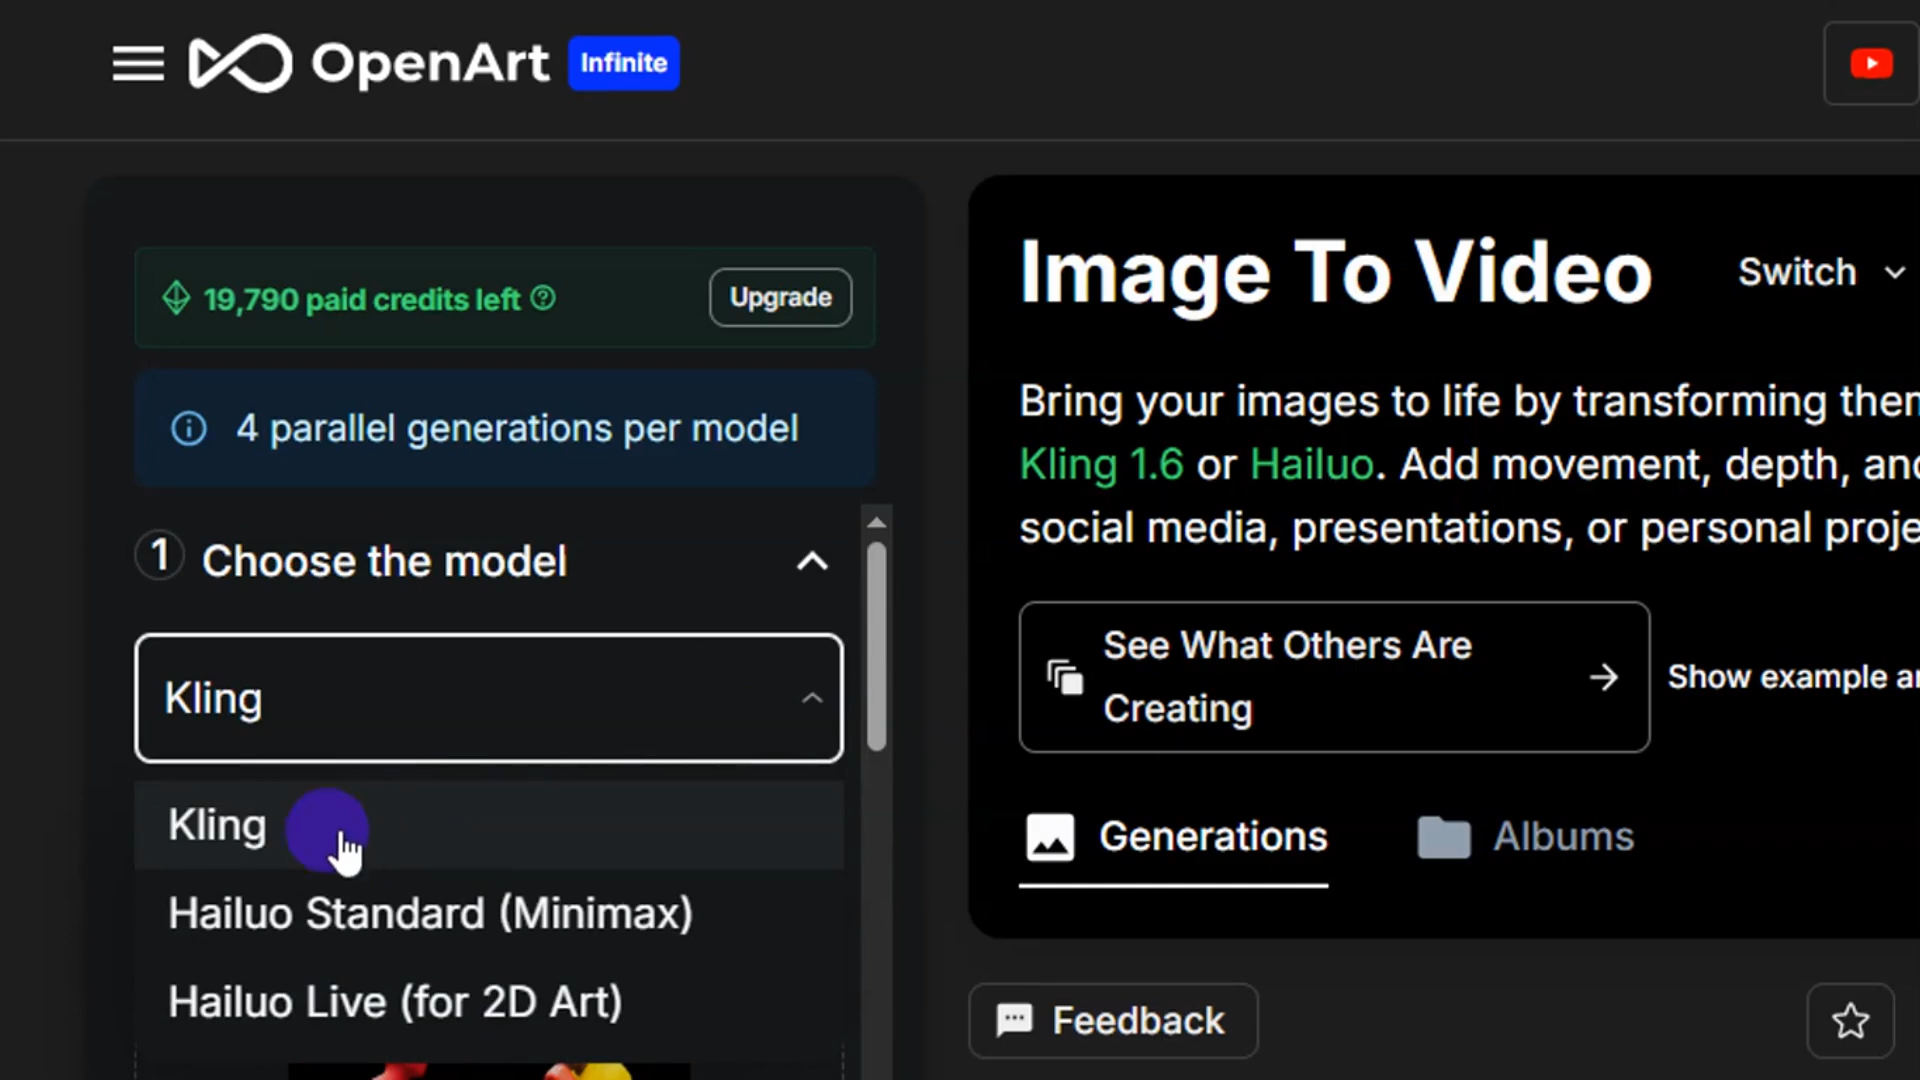 OpenArt Infinite
19,790 paid credits left
Upgrade
4 parallel generations per model
1 Choose the model
Kling
Kling
Hailuo Standard (Minimax)
Hailuo Live (for 2D Art)
Image To Video
Switch
Bring your images to life by transforming
Kling 1.6 or Hailuo. Add movement, depth,
social media, presentations, or personal
See What Others Are
Creating
Show example
Generations
Albums
Feedback